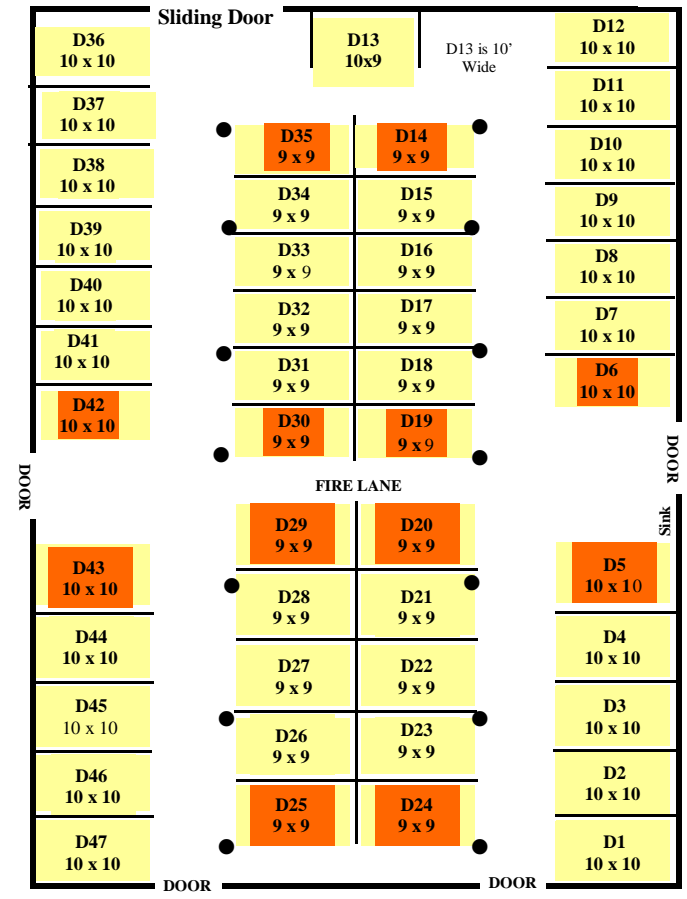 Sliding Door
D36
10 x 10
D13
10x9
D13 is 10’
Wide
D12
10 x 10
D37
10 x 10
D11
10 x 10
D38
10 x 10
D35
9 x 9
D14
9 x 9
D10
10 x 10
D39
10 x 10
D34
9 x 9
D15
9 x 9
D9
10 x 10
D40
10 x 10
D33
9 x 9
D16
9 x 9
D8
10 x 10
D41
10 x 10
D32
9 x 9
D17
9 x 9
D7
10 x 10
D42
10 x 10
D31
9 x 9
D18
9 x 9
D6
10 x 10
D30
9 x 9
D19
9 x 9
DOOR
FIRE LANE
DOOR
Sink
D43
10 x 10
D29
9 x 9
D20
9 x 9
D5
10 x 10
D44
10 x 10
D28
9 x 9
D21
9 x 9
D4
10 x 10
D45
10 x 10
D27
9 x 9
D22
9 x 9
D3
10 x 10
D46
10 x 10
D26
9 x 9
D23
9 x 9
D2
10 x 10
D47
10 x 10
D25
9 x 9
D24
9 x 9
D1
10 x 10
DOOR
DOOR